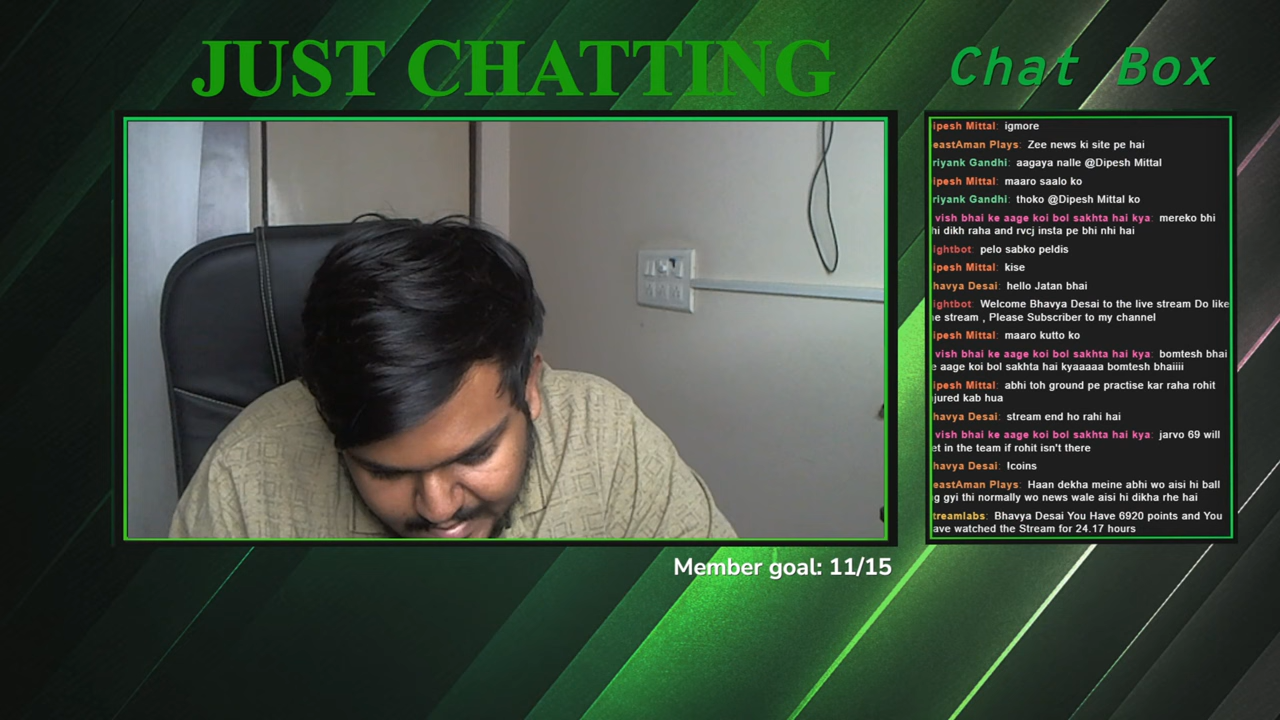 JUST CHATTING
Chat Box
ipesh Mittal: igmore
eastAman Plays: Zee news ki site pe hai
riyank Gandhi: aagaya nalle @Dipesh Mittal
ipesh Mittal: maaro saalo ko
riyank Gandhi: thoko @Dipesh Mittal ko
vish bhai ke aage koi bol sakhta hai kya: mereko bhi
hi dikh raha and rvcj insta pe bhi nhi hai
ightbot: pelo sabko peldis
ipesh Mittal: kise
havya Desai: hello Jatan bhai
ightbot: Welcome Bhavya Desai to the live stream Do like
e stream , Please Subscriber to my channel
ipesh Mittal: maaro kutto ko
vish bhai ke aage koi bol sakhta hai kya: bomtesh bhai
e aage koi bol sakhta hai kyaaaaa bomtesh bhaiiii
ipesh Mittal: abhi toh ground pe practise kar raha rohit
jured kab hua
havya Desai: stream end ho rahi hai
vish bhai ke aage koi bol sakhta hai kya: jarvo 69 will
et in the team if rohit isn't there
havya Desai: !coins
eastAman Plays: Haan dekha meine abhi wo aisi hi ball
g gyi thi normally wo news wale aisi hi dikha rhe hai
treamlabs: Bhavya Desai You Have 6920 points and You
ave watched the Stream for 24.17 hours
Member goal: 11/15